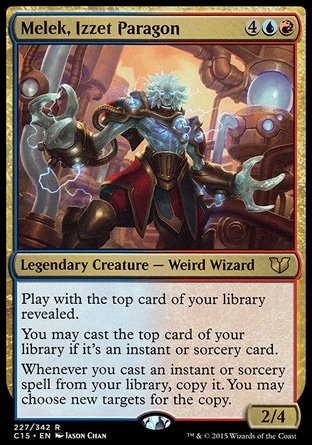 Melek, Izzet Paragon 4
Legendary Creature — Weird Wizard
Play with the top card of your library
revealed.
You may cast the top card of your
library if it's an instant or sorcery card.
Whenever you cast an instant or sorcery
spell from your library, copy it. You may
choose new targets for the copy.
2/4
227/342 R
C15 • EN Jason Chan
™ & © 2015 Wizards of the Coast